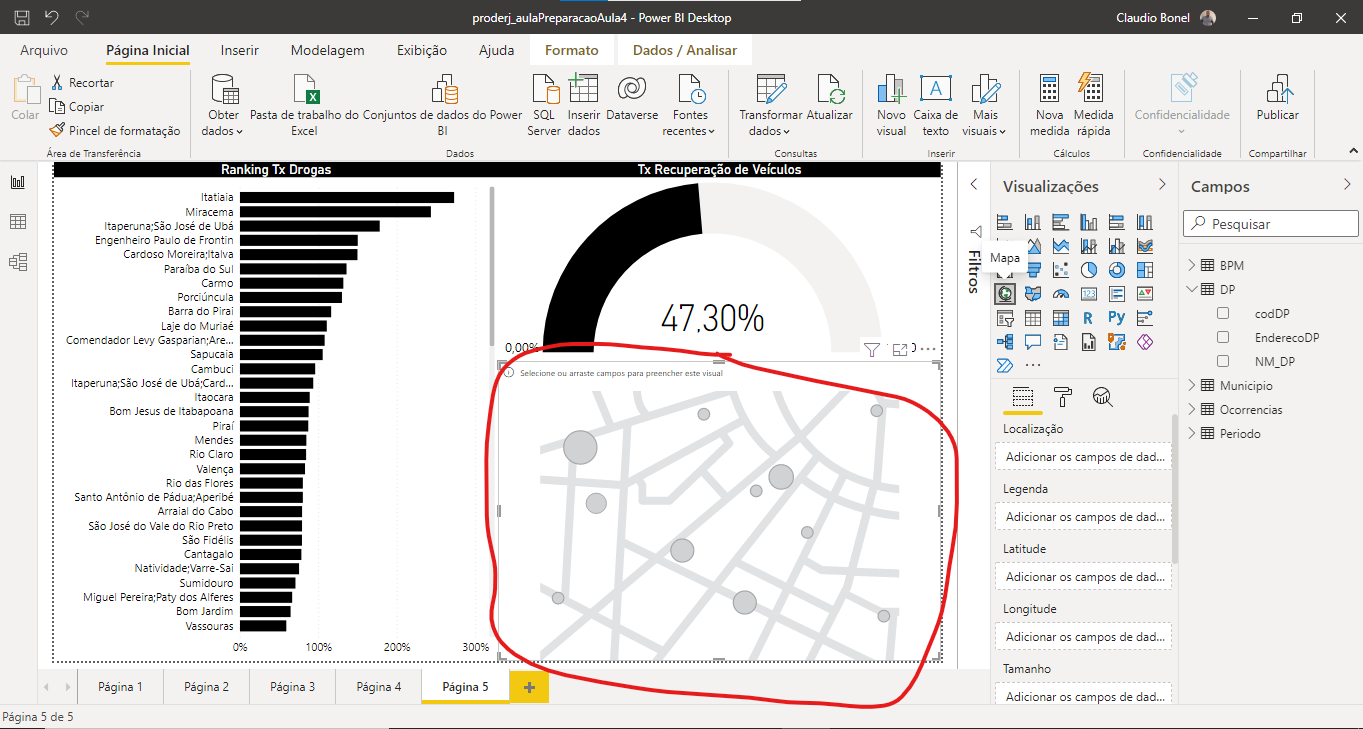 proderj_aulaPreparacaoAula4 - Power BI Desktop
Claudio Bonel
Arquivo
Página Inicial
Inserir
Modelagem
Exibição
Ajuda
Formato
Dados / Analisar
Colar
Recortar
Copiar
Pincel de formatação
Área de Transferência
Obter dados
Pasta de trabalho do Excel
Conjuntos de dados do Power BI
SQL Server
Inserir dados
Dataverse
Fontes recentes
Dados
Transformar dados
Atualizar
Consultas
Novo visual
Caixa de texto
Mais visuais
Inserir
Nova medida
Medida rápida
Cálculos
Confidencialidade
Confidencialidade
Publicar
Compartilhar
Ranking Tx Drogas
Itatiaia
Miracema
Itaperuna;São José de Ubá
Engenheiro Paulo de Frontin
Cardoso Moreira;Italva
Paraíba do Sul
Carmo
Porciúncula
Barra do Piraí
Laje do Muriaé
Comendador Levy Gasparian;Are...
Sapucaia
Cambuci
Itaperuna;São José de Ubá;Card...
Itaocara
Bom Jesus de Itabapoana
Piraí
Mendes
Rio Claro
Valença
Rio das Flores
Santo Antônio de Pádua;Aperibé
Arraial do Cabo
São José do Vale do Rio Preto
São Fidélis
Cantagalo
Natividade;Varre-Sai
Sumidouro
Miguel Pereira;Paty dos Alferes
Bom Jardim
Vassouras
0% 100% 200% 300%
Tx Recuperação de Veículos
47,30%
0,00%
Selecione ou arraste campos para preencher este visual
Filtros
Visualizações
Mapa
R
Py
123
Localização
Adicionar os campos de dad...
Legenda
Adicionar os campos de dad...
Latitude
Adicionar os campos de dad...
Longitude
Adicionar os campos de dad...
Tamanho
Adicionar os campos de dad...
Campos
Pesquisar
BPM
DP
codDP
EnderecoDP
NM_DP
Municipio
Ocorrencias
Periodo
Página 1
Página 2
Página 3
Página 4
Página 5
Página 5 de 5